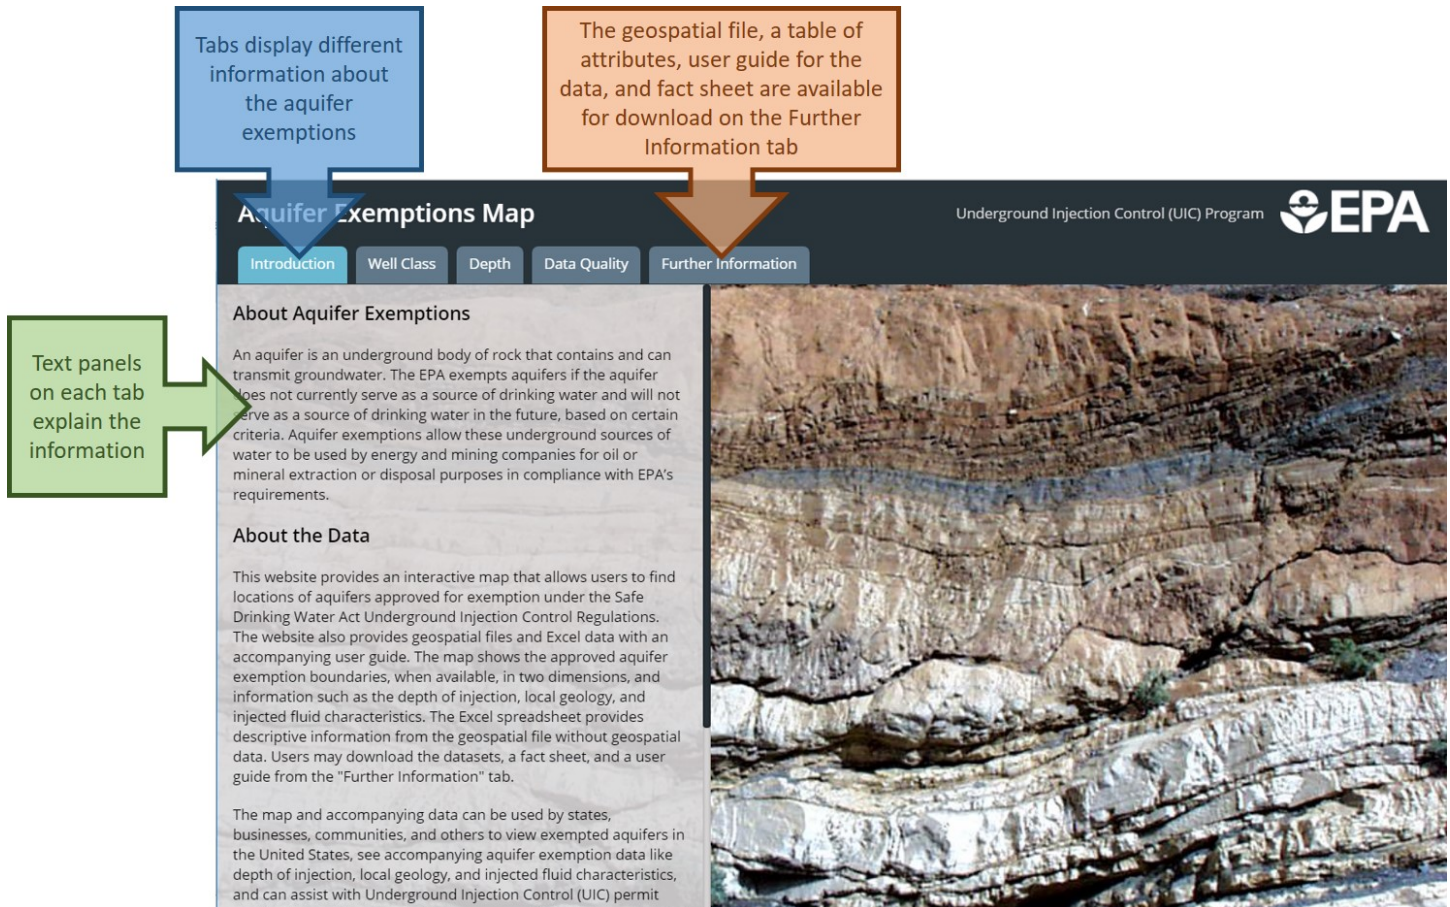 Tabs display different
information about
the aquifer
exemptions
The geospatial file, a table of
attributes, user guide for the
data, and fact sheet are available
for download on the Further
Information tab
Aquifer Exemptions Map
Underground Injection Control (UIC) Program
EPA
Introduction
Well Class
Depth
Data Quality
Further Information
Text panels
on each tab
explain the
information
About Aquifer Exemptions
An aquifer is an underground body of rock that contains and can
transmit groundwater. The EPA exempts aquifers if the aquifer
does not currently serve as a source of drinking water and will not
serve as a source of drinking water in the future, based on certain
criteria. Aquifer exemptions allow these underground sources of
water to be used by energy and mining companies for oil or
mineral extraction or disposal purposes in compliance with EPA's
requirements.
About the Data
This website provides an interactive map that allows users to find
locations of aquifers approved for exemption under the Safe
Drinking Water Act Underground Injection Control Regulations.
The website also provides geospatial files and Excel data with an
accompanying user guide. The map shows the approved aquifer
exemption boundaries, when available, in two dimensions, and
information such as the depth of injection, local geology, and
injected fluid characteristics. The Excel spreadsheet provides
descriptive information from the geospatial file without geospatial
data. Users may download the datasets, a fact sheet, and a user
guide from the "Further Information" tab.
The map and accompanying data can be used by states,
businesses, communities, and others to view exempted aquifers in
the United States, see accompanying aquifer exemption data like
depth of injection, local geology, and injected fluid characteristics,
and can assist with Underground Injection Control (UIC) permit